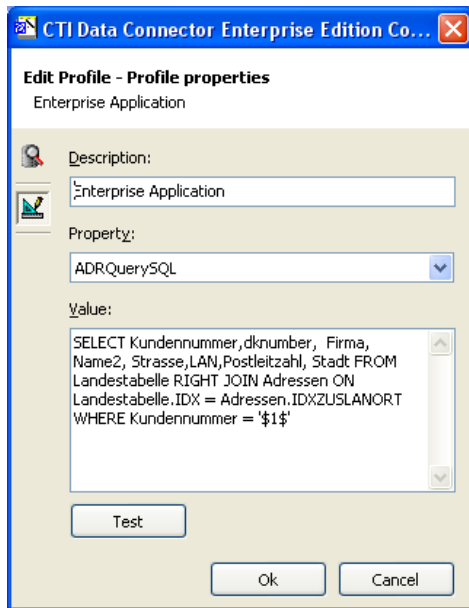 CTI Data Connector Enterprise Edition Co...
Edit Profile - Profile properties
Enterprise Application
Description:
Enterprise Application
Property:
ADRQuerySQL
Value:
SELECT Kundennummer,dknumber,  Firma,
Name2, Strasse,LAN,Postleitzahl, Stadt FROM
Landestabelle RIGHT JOIN Adressen ON
Landestabelle.IDX = Adressen.IDXZUSLANORT
WHERE Kundennummer = '$1$'
Test
Ok
Cancel